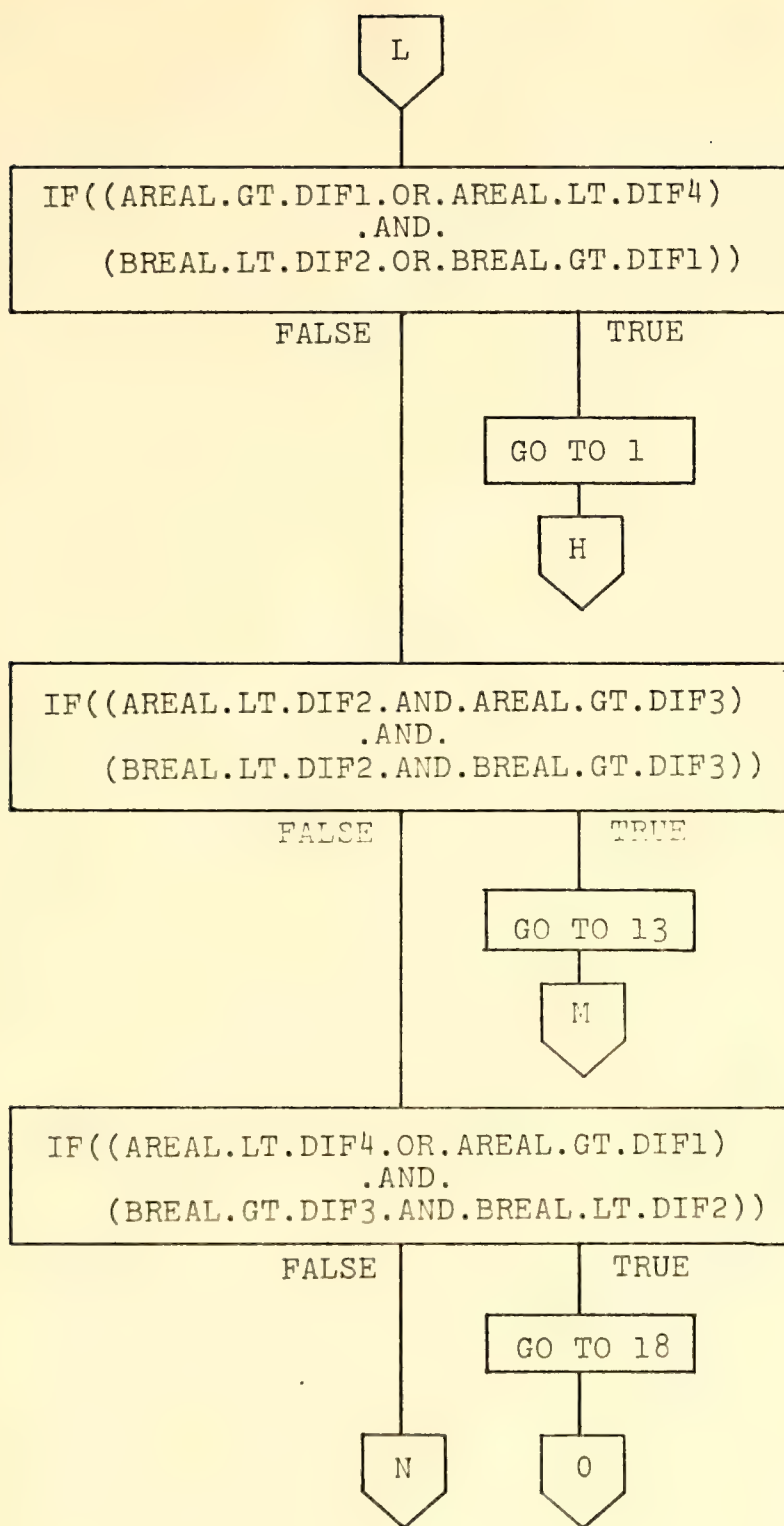 L
IF((AREAL.GT.DIF1.OR.AREAL.LT.DIF4)
.AND.
(BREAL.LT.DIF2.OR.BREAL.GT.DIF1))
FALSE TRUE
GO TO 1
H
IF((AREAL.LT.DIF2.AND.AREAL.GT.DIF3)
.AND.
(BREAL.LT.DIF2.AND.BREAL.GT.DIF3))
FALSE TRUE
GO TO 13
M
IF((AREAL.LT.DIF4.OR.AREAL.GT.DIF1)
.AND.
(BREAL.GT.DIF3.AND.BREAL.LT.DIF2))
FALSE TRUE
GO TO 18
N O